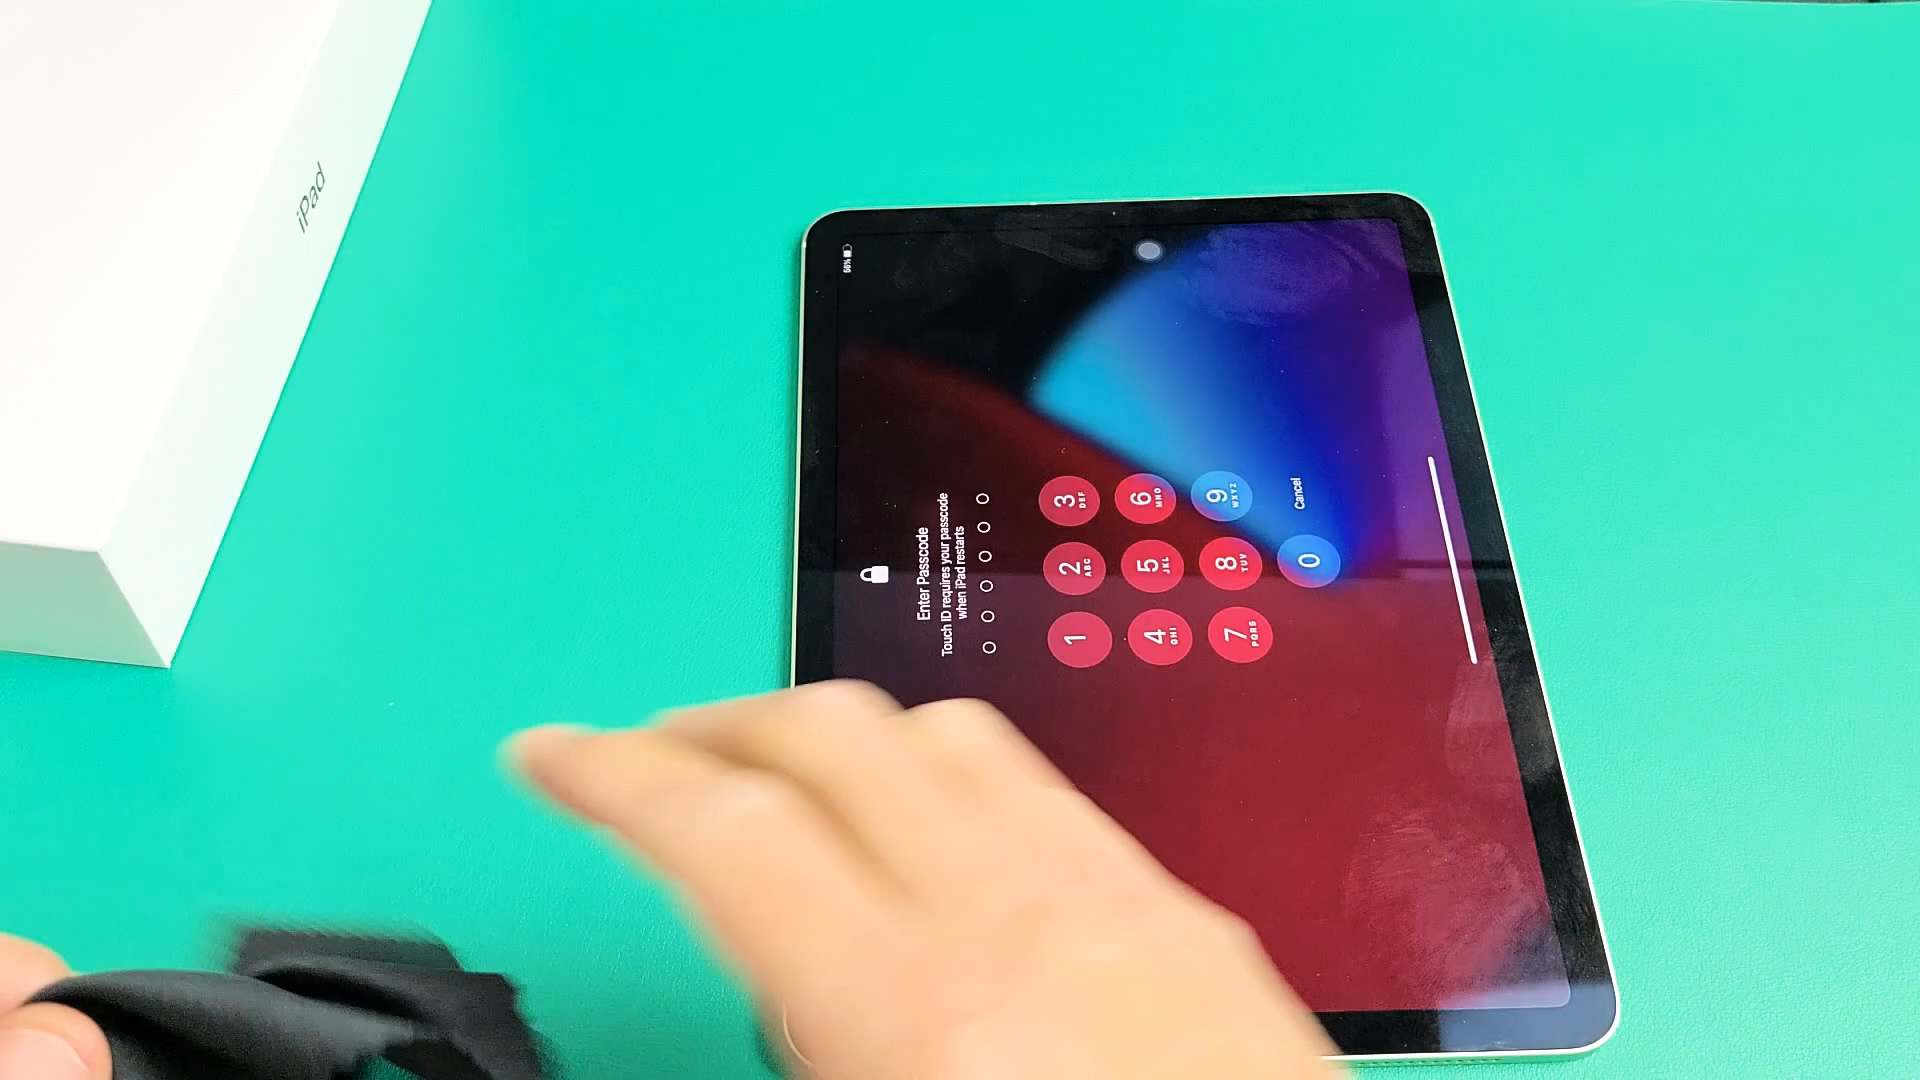 iPad
66%
Enter Passcode
Touch ID requires your passcode
when iPad restarts
1
2
ABC
3
DEF
4
GHI
5
JKL
6
MNO
7
PQRS
8
TUV
9
WXYZ
0
Cancel